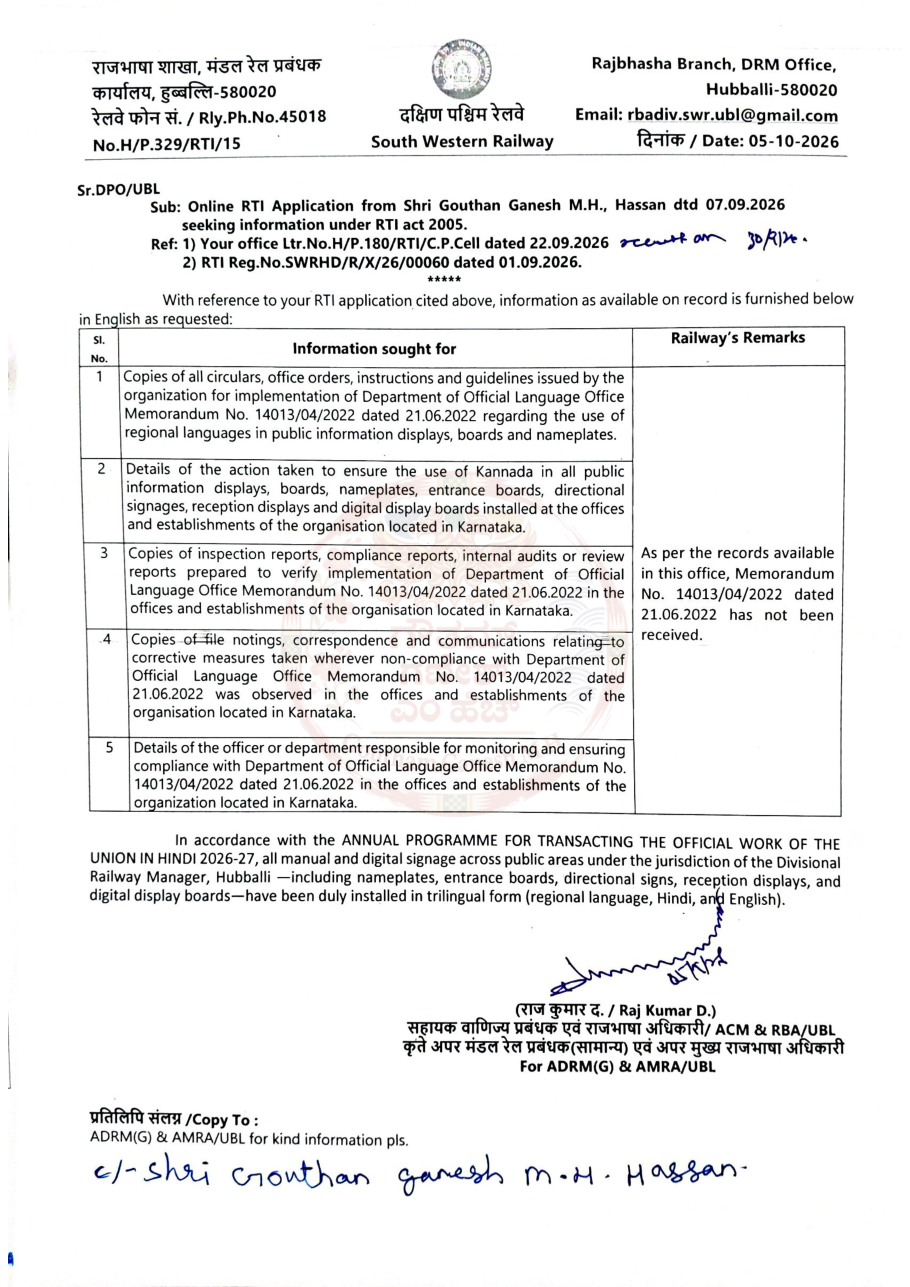 राजभाषा शाखा, मंडल रेल प्रबंधक
कार्यालय, हुब्बल्लि-580020
रेलवे फोन सं. / Rly.Ph.No.45018
No.H/P.329/RTI/15
दक्षिण पश्चिम रेलवे
South Western Railway
Rajbhasha Branch, DRM Office,
Hubballi-580020
Email: rbadiv.swr.ubl@gmail.com
दिनांक / Date: 05-10-2026
Sr.DPO/UBL
Sub: Online RTI Application from Shri Gouthan Ganesh M.H., Hassan dtd 07.09.2026
seeking information under RTI act 2005.
Ref: 1) Your office Ltr.No.H/P.180/RTI/C.P.Cell dated 22.09.2026
2) RTI Reg.No.SWRHD/R/X/26/00060 dated 01.09.2026.
*****
With reference to your RTI application cited above, information as available on record is furnished below
in English as requested:
Sl. No.
Information sought for
Railway's Remarks
1
Copies of all circulars, office orders, instructions and guidelines issued by the
organization for implementation of Department of Official Language Office
Memorandum No. 14013/04/2022 dated 21.06.2022 regarding the use of
regional languages in public information displays, boards and nameplates.
2
Details of the action taken to ensure the use of Kannada in all public
information displays, boards, nameplates, entrance boards, directional
signages, reception displays and digital display boards installed at the offices
and establishments of the organisation located in Karnataka.
3
Copies of inspection reports, compliance reports, internal audits or review
reports prepared to verify implementation of Department of Official
Language Office Memorandum No. 14013/04/2022 dated 21.06.2022 in the
offices and establishments of the organisation located in Karnataka.
4
Copies of file notings, correspondence and communications relating to
corrective measures taken wherever non-compliance with Department of
Official Language Office Memorandum No. 14013/04/2022 dated
21.06.2022 was observed in the offices and establishments of the
organisation located in Karnataka.
5
Details of the officer or department responsible for monitoring and ensuring
compliance with Department of Official Language Office Memorandum No.
14013/04/2022 dated 21.06.2022 in the offices and establishments of the
organization located in Karnataka.
As per the records available
in this office, Memorandum
No. 14013/04/2022 dated
21.06.2022 has not been
received.
ಗೌತಮ್
ಗಣೇಶ್
ಎಂ ಹೆಚ್
In accordance with the ANNUAL PROGRAMME FOR TRANSACTING THE OFFICIAL WORK OF THE
UNION IN HINDI 2026-27, all manual and digital signage across public areas under the jurisdiction of the Divisional
Railway Manager, Hubballi —including nameplates, entrance boards, directional signs, reception displays, and
digital display boards—have been duly installed in trilingual form (regional language, Hindi, and English).
(राज कुमार द. / Raj Kumar D.)
सहायक वाणिज्य प्रबंधक एवं राजभाषा अधिकारी/ ACM & RBA/UBL
कृते अपर मंडल रेल प्रबंधक(सामान्य) एवं अपर मुख्य राजभाषा अधिकारी
For ADRM(G) & AMRA/UBL
प्रतिलिपि संलग्न /Copy To :
ADRM(G) & AMRA/UBL for kind information pls.
c/- Shri Gouthan ganesh M.H. Hassan.